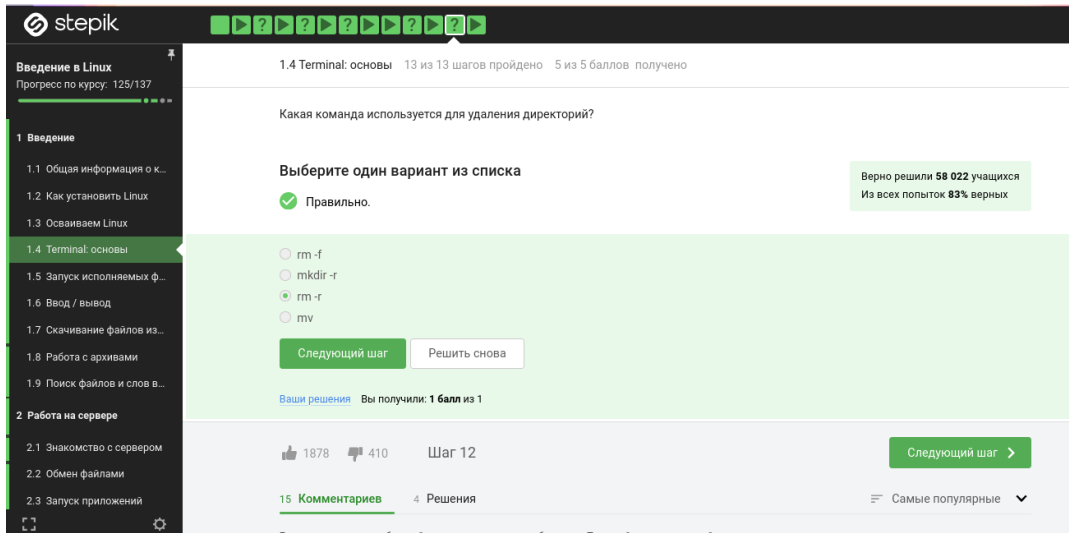 stepik
Введение в Linux
Прогресс по курсу: 125/137
1 Введение
1.1 Общая информация о к...
1.2 Как установить Linux
1.3 Осваиваем Linux
1.4 Terminal: основы
1.5 Запуск исполняемых ф...
1.6 Ввод / вывод
1.7 Скачивание файлов из...
1.8 Работа с архивами
1.9 Поиск файлов и слов в...
2 Работа на сервере
2.1 Знакомство с сервером
2.2 Обмен файлами
2.3 Запуск приложений
1.4 Terminal: основы 13 из 13 шагов пройдено 5 из 5 баллов получено
Какая команда используется для удаления директорий?
Выберите один вариант из списка
Правильно.
Верно решили 58 022 учащихся
Из всех попыток 83% верных
rm -f
mkdir -r
rm -r
mv
Следующий шаг Решить снова
Ваши решения Вы получили: 1 балл из 1
1878 410 Шаг 12 Следующий шаг
15 Комментариев 4 Решения Самые популярные